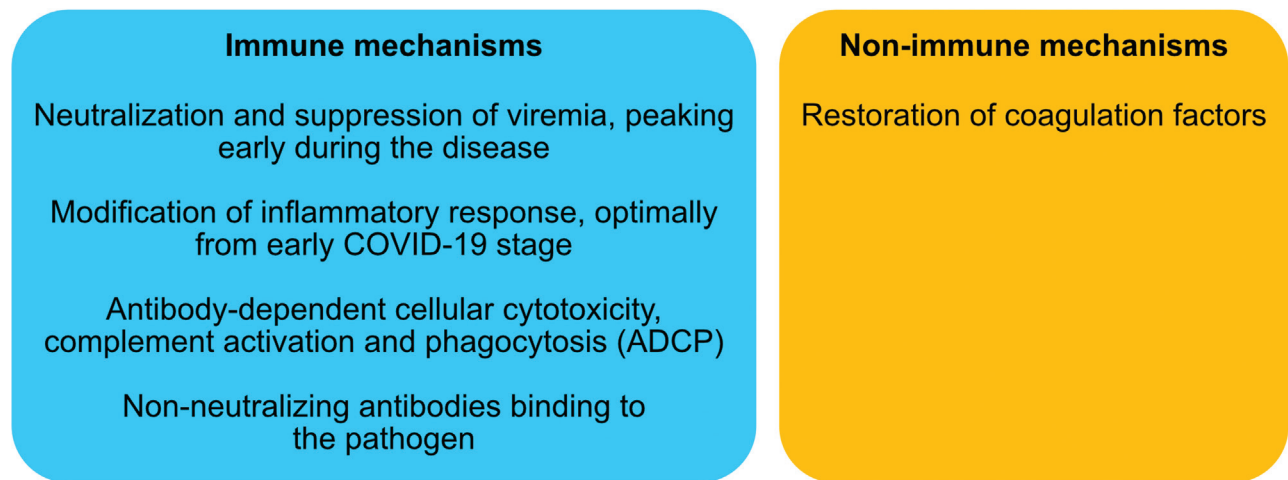 Immune mechanisms
Neutralization and suppression of viremia, peaking
early during the disease
Modification of inflammatory response, optimally
from early COVID-19 stage
Antibody-dependent cellular cytotoxicity,
complement activation and phagocytosis (ADCP)
Non-neutralizing antibodies binding to
the pathogen
Non-immune mechanisms
Restoration of coagulation factors